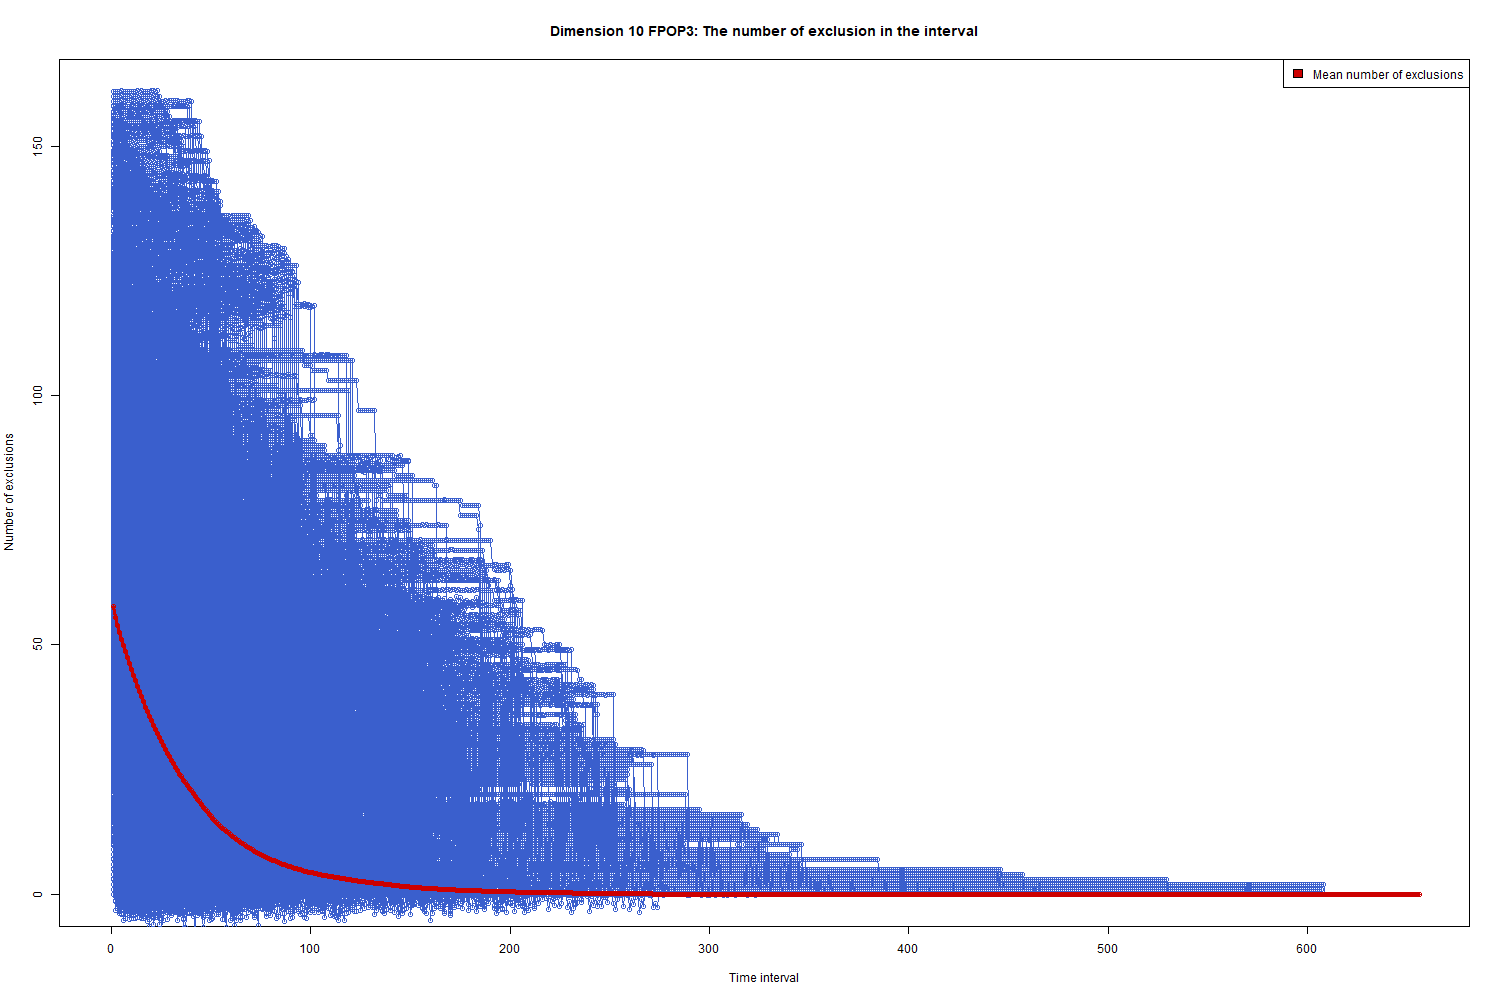 Dimension 10 FPOP3: The number of exclusion in the interval
Mean number of exclusions
150
100
50
0
Number of exclusions
0 100 200 300 400 500 600
Time interval